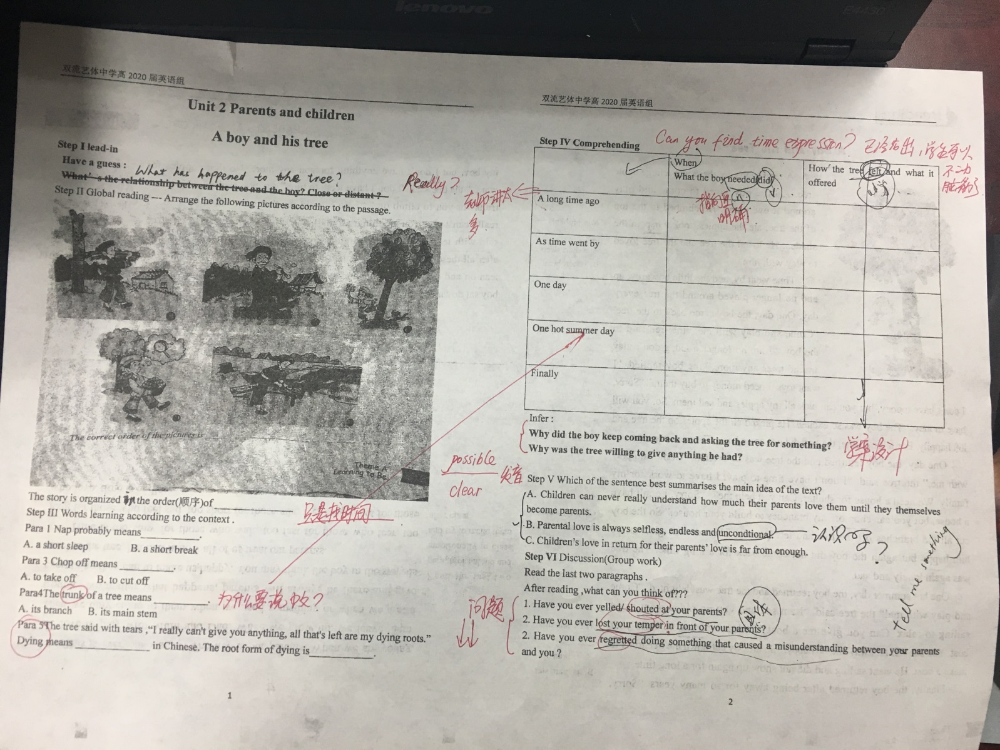 lenovo
E4430
双流艺体中学高 2020 届英语组
Unit 2 Parents and children
A boy and his tree
Step I lead-in
Have a guess : What has happened to the tree?
What' s the relationship between the tree and the boy? Close or distant ?
Really?
Step II Global reading --- Arrange the following pictures according to the passage.
The correct order of the pictures is
Theme A
Learning To Be
The story is organized in the order(顺序)of
只是找时间
Step III Words learning according to the context .
Para 1 Nap probably means____________.
A. a short sleep B. a short break
Para 3 Chop off means ___________.
A. to take off B. to cut off
Para4The trunk of a tree means ___________.
为什么要说中文?
A. its branch B. its main stem
Para 5The tree said with tears ,“I really can't give you anything, all that's left are my dying roots.”
Dying means ______________ in Chinese. The root form of dying is____________.
1
双流艺体中学高 2020 届英语组
Step IV Comprehending
Can you find time expression? 已经给出,学生可以
不动
脑筋了
When
What the boy needed/did
How the tree felt and what it
offered
n
v
adj
指向适
明确
多
A long time ago
As time went by
One day
One hot summer day
Finally
Infer :
Why did the boy keep coming back and asking the tree for something?
Why was the tree willing to give anything he had?
学案设计
possible
clear
发音
Step V Which of the sentence best summarises the main idea of the text?
A. Children can never really understand how much their parents love them until they themselves
become parents.
B. Parental love is always selfless, endless and uncondtional.
认识吗?
C. Children's love in return for their parents' love is far from enough.
Step VI Discussion(Group work)
Read the last two paragraphs .
After reading ,what can you think of???
问题
1. Have you ever yelled/ shouted at your parents?
2. Have you ever lost your temper in front of your parents?
2. Have you ever regretted doing something that caused a misunderstanding between your parents
and you ?
tell me something
2